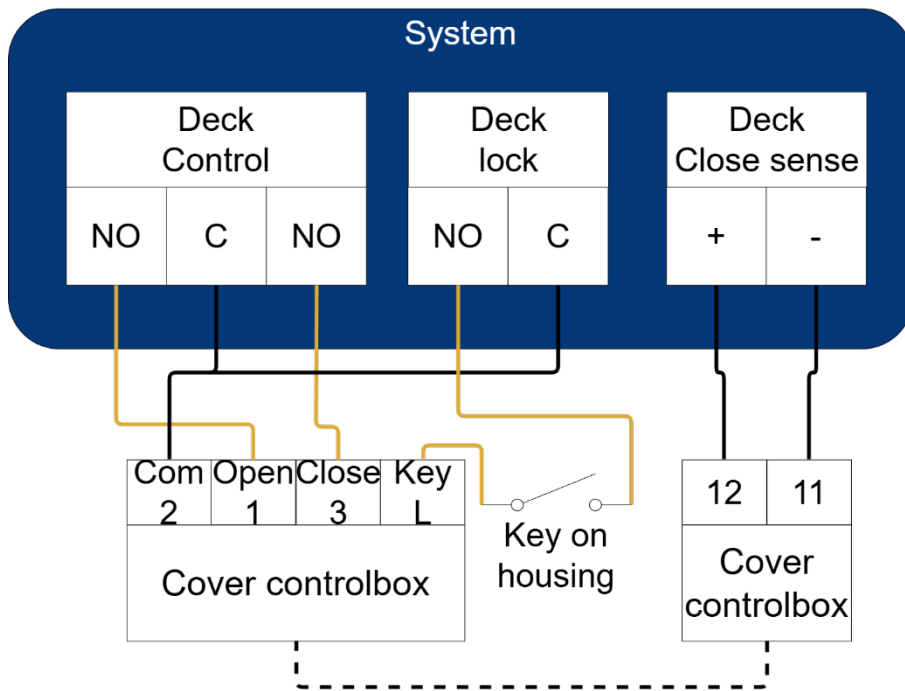 System
Deck
Control
Deck
lock
Deck
Close sense
NO
C
NO
NO
C
+
-
Com
2
Open
1
Close
3
Key
L
12
11
Key on
housing
Cover controlbox
Cover
controlbox